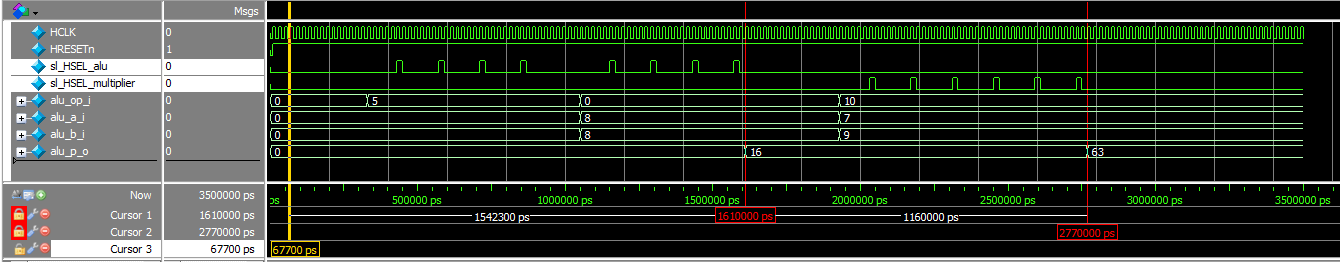 Msgs
HCLK 0
HRESETn 1
sl_HSEL_alu 0
sl_HSEL_multiplier 0
alu_op_i 0 0 5 0 10
alu_a_i 0 0 8 7
alu_b_i 0 0 8 9
alu_p_o 0 0 16 63
Now 3500000 ps ps 500000 ps 1000000 ps 1500000 ps 2000000 ps 2500000 ps 3000000 ps 3500000 ps
Cursor 1 1610000 ps 1542300 ps 1610000 ps 1160000 ps
Cursor 2 2770000 ps 2770000 ps
Cursor 3 67700 ps 67700 ps